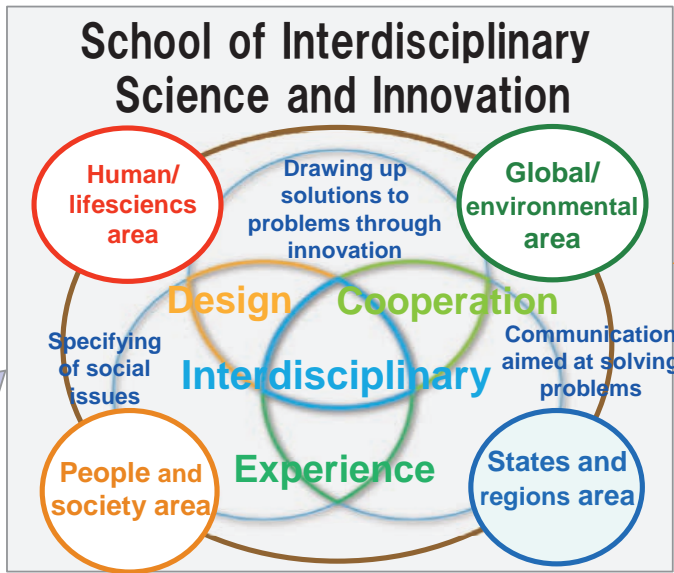 School of Interdisciplinary
Science and Innovation
Human/
lifesciencs
area
Drawing up
solutions to
problems through
innovation
Global/
environmental
area
Design
Cooperation
Specifying
of social
issues
Interdisciplinary
Communication
aimed at solving
problems
People and
society area
Experience
States and
regions area